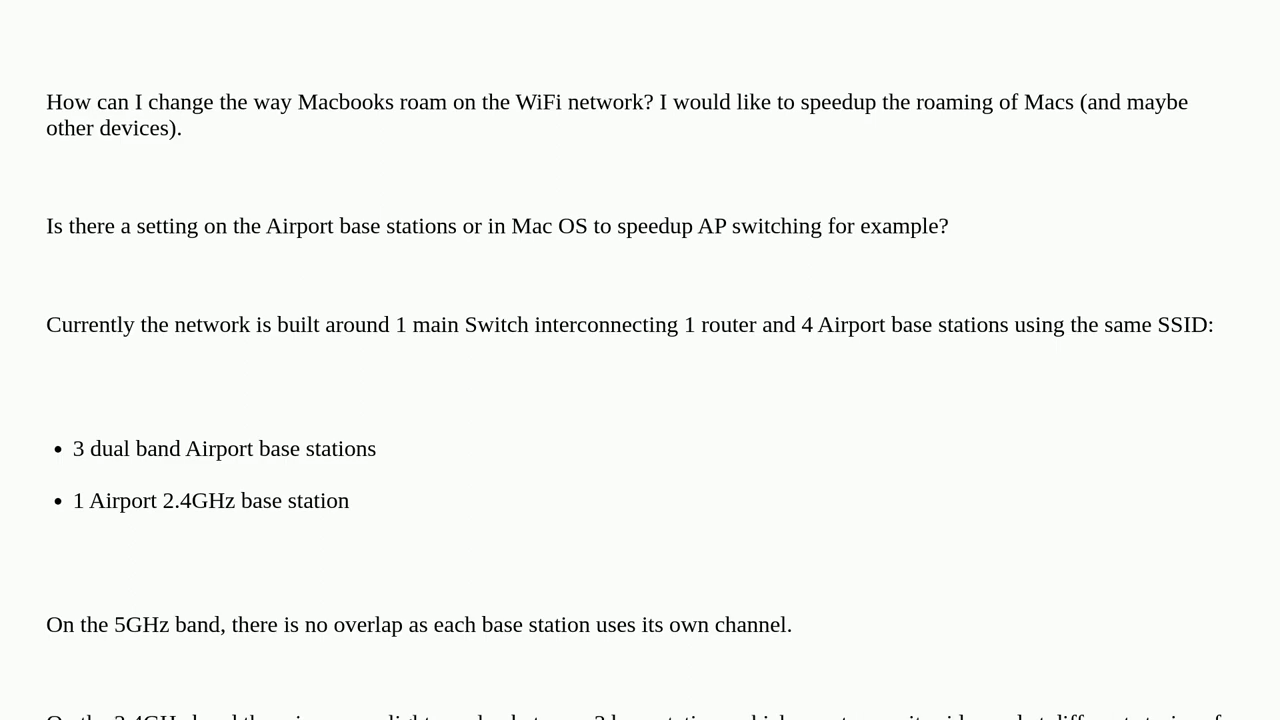 How can I change the way Macbooks roam on the WiFi network? I would like to speedup the roaming of Macs (and maybe
other devices).
Is there a setting on the Airport base stations or in Mac OS to speedup AP switching for example?
Currently the network is built around 1 main Switch interconnecting 1 router and 4 Airport base stations using the same SSID:
• 3 dual band Airport base stations
• 1 Airport 2.4GHz base station
On the 5GHz band, there is no overlap as each base station uses its own channel.